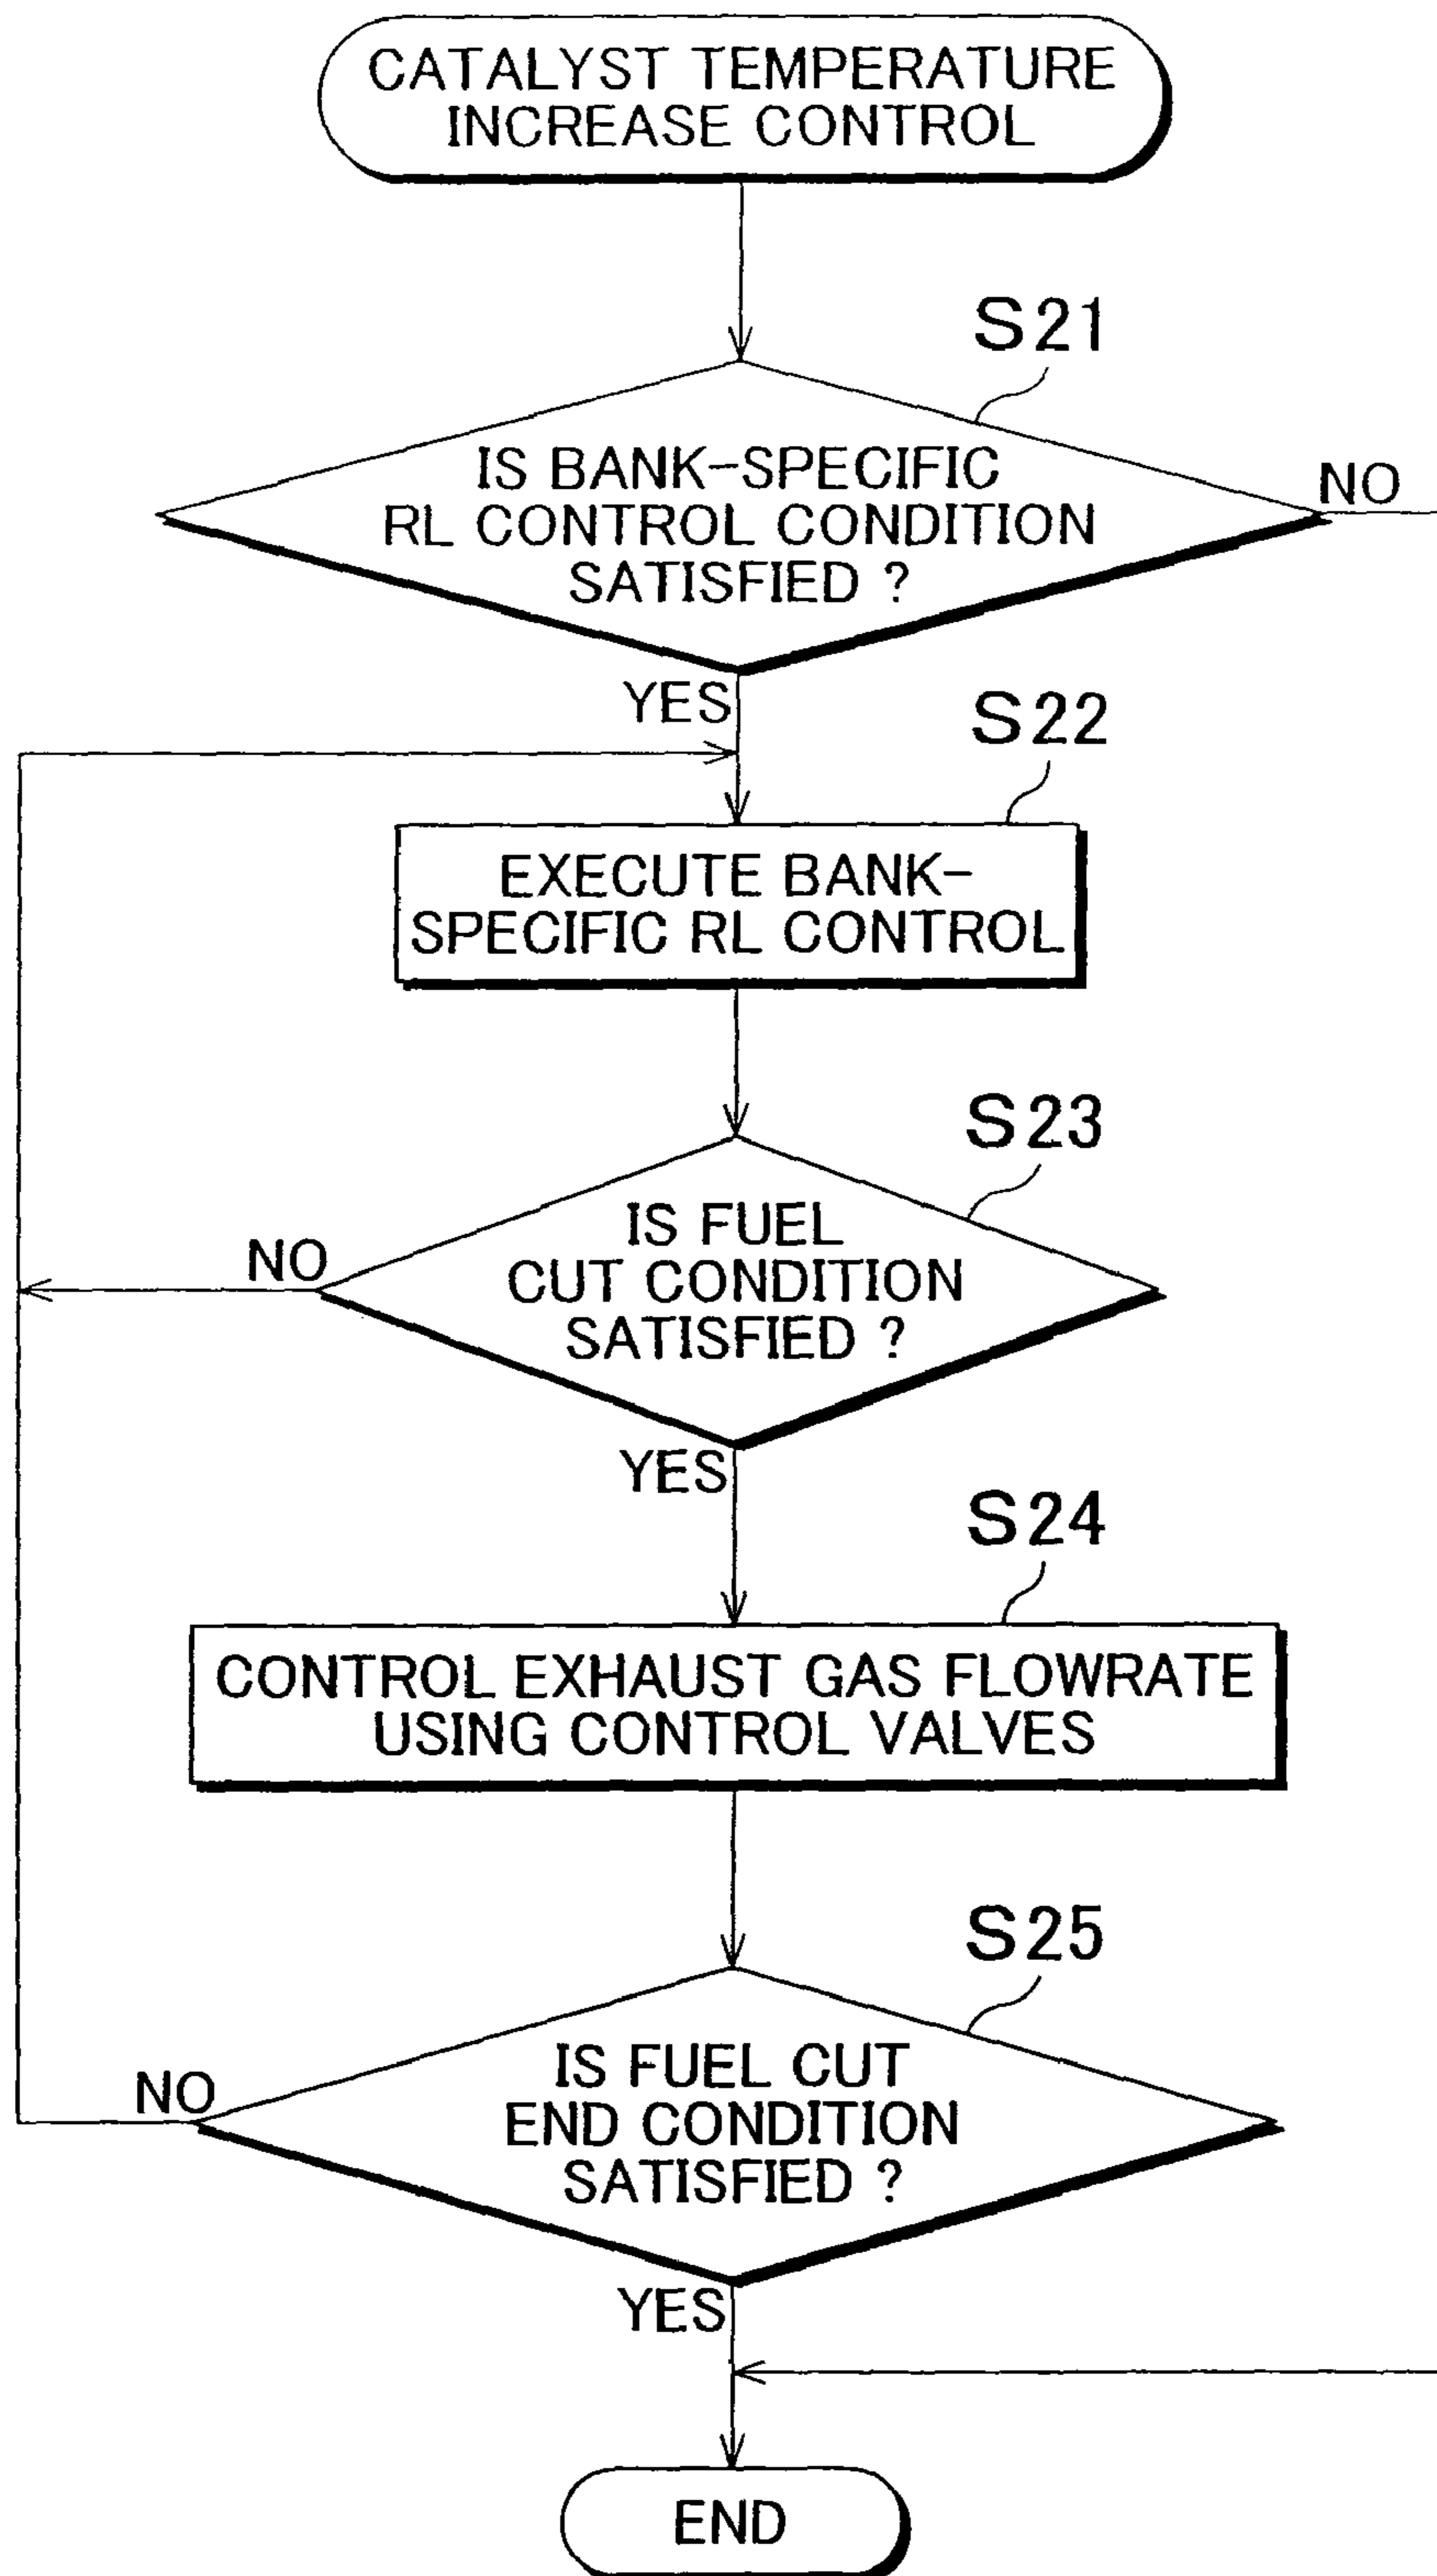 CATALYST TEMPERATURE
INCREASE CONTROL
S21
IS BANK-SPECIFIC
RL CONTROL CONDITION
SATISFIED ?
NO
YES
S22
EXECUTE BANK-
SPECIFIC RL CONTROL
S23
IS FUEL
CUT CONDITION
SATISFIED ?
NO
YES
S24
CONTROL EXHAUST GAS FLOWRATE
USING CONTROL VALVES
S25
IS FUEL CUT
END CONDITION
SATISFIED ?
NO
YES
END